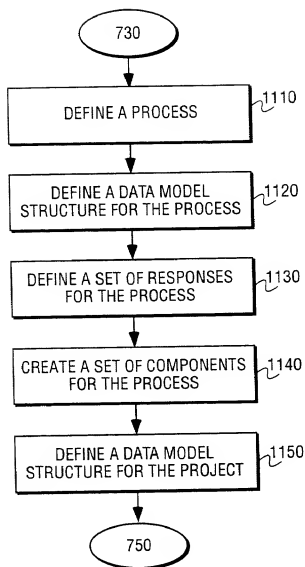 730
DEFINE A PROCESS
1110
DEFINE A DATA MODEL
STRUCTURE FOR THE PROCESS
1120
DEFINE A SET OF RESPONSES
FOR THE PROCESS
1130
CREATE A SET OF COMPONENTS
FOR THE PROCESS
1140
DEFINE A DATA MODEL
STRUCTURE FOR THE PROJECT
1150
750